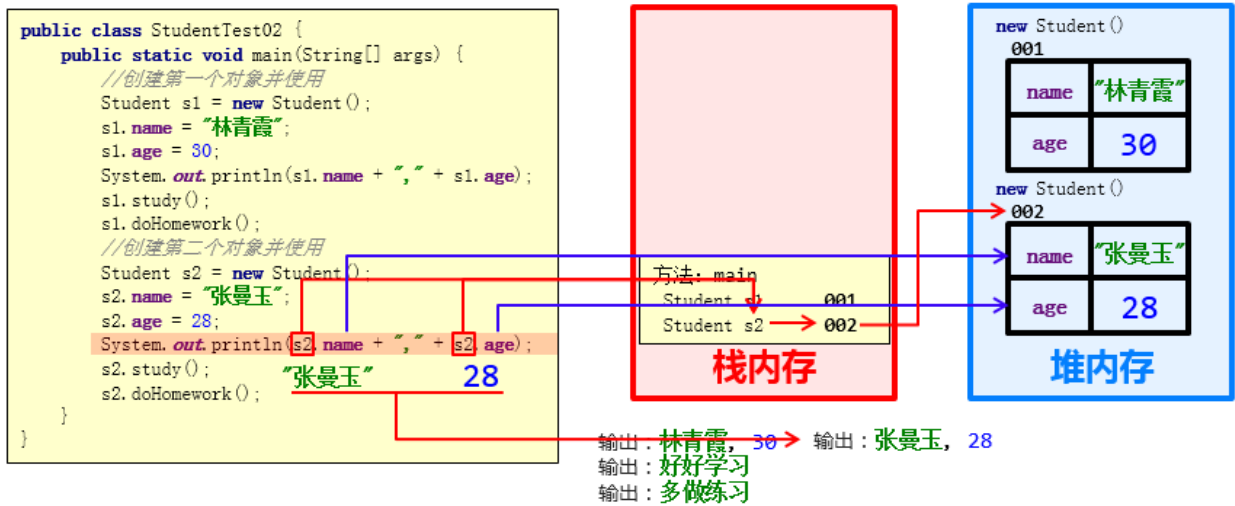 public class StudentTest02 {
public static void main(String[] args) {
//创建第一个对象并使用
Student s1 = new Student();
s1.name = "林青霞";
s1.age = 30;
System.out.println(s1.name + "," + s1.age);
s1.study();
s1.doHomework();
//创建第二个对象并使用
Student s2 = new Student();
s2.name = "张曼玉";
s2.age = 28;
System.out.println(s2.name + "," + s2.age);
s2.study();
"张曼玉" 28
s2.doHomework();
}
}
方法: main
Student s1 001
Student s2 002
栈内存
new Student()
001
name "林青霞"
age 30
new Student()
002
name "张曼玉"
age 28
堆内存
输出：林青霞, 30 输出：张曼玉, 28
输出：好好学习
输出：多做练习